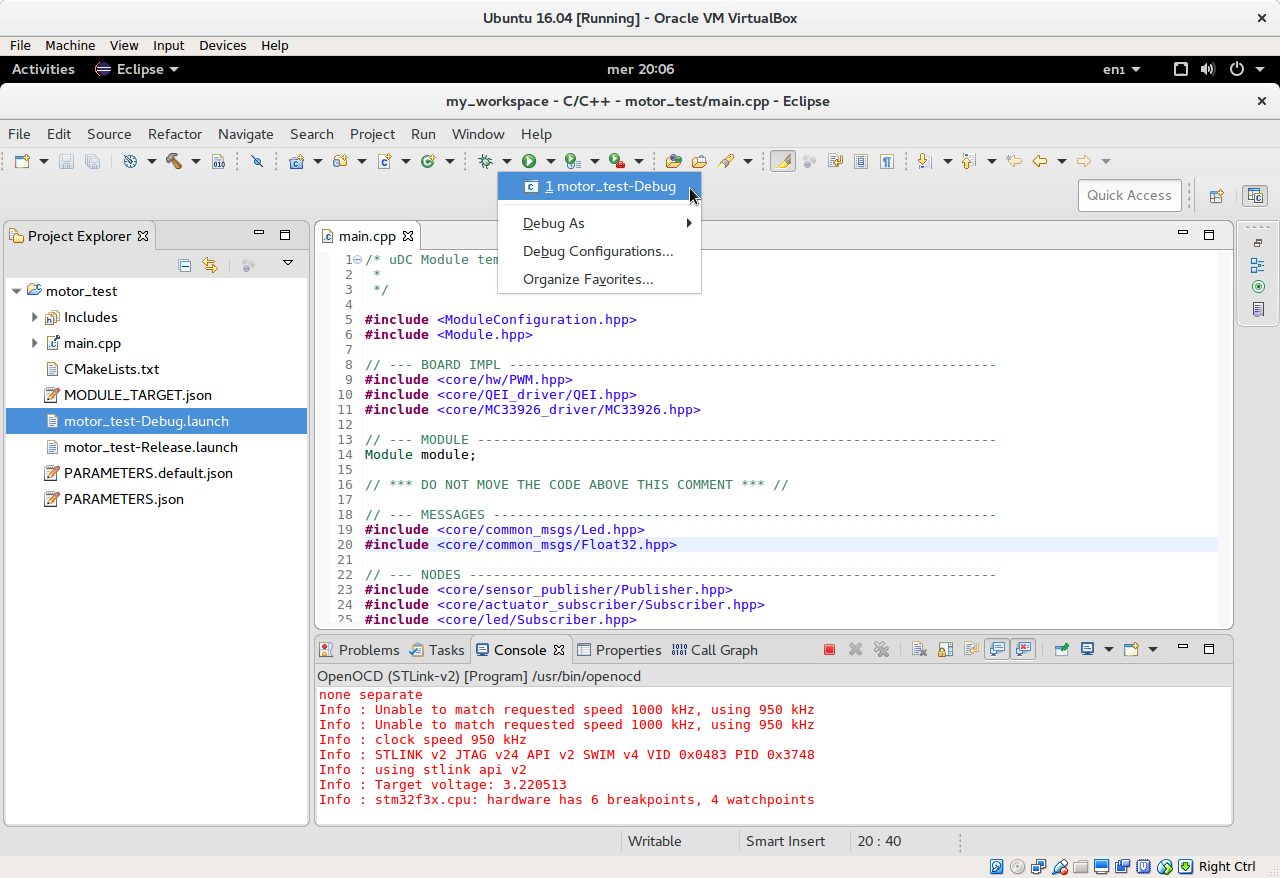 Ubuntu 16.04 [Running] - Oracle VM VirtualBox
File Machine View Input Devices Help
Activities Eclipse mer 20:06 en₁
my_workspace - C/C++ - motor_test/main.cpp - Eclipse
File Edit Source Refactor Navigate Search Project Run Window Help
010
1 motor_test-Debug
Debug As
Debug Configurations...
Organize Favorites...
Quick Access
Project Explorer
motor_test
Includes
main.cpp
CMakeLists.txt
MODULE_TARGET.json
motor_test-Debug.launch
motor_test-Release.launch
PARAMETERS.default.json
PARAMETERS.json
main.cpp
1 /* uDC Module tem
2 *
3 */
4
5 #include <ModuleConfiguration.hpp>
6 #include <Module.hpp>
7
8 // --- BOARD IMPL -------------------------------------------------------------
9 #include <core/hw/PWM.hpp>
10 #include <core/QEI_driver/QEI.hpp>
11 #include <core/MC33926_driver/MC33926.hpp>
12
13 // --- MODULE -----------------------------------------------------------------
14 Module module;
15
16 // *** DO NOT MOVE THE CODE ABOVE THIS COMMENT *** //
17
18 // --- MESSAGES ---------------------------------------------------------------
19 #include <core/common_msgs/Led.hpp>
20 #include <core/common_msgs/Float32.hpp>
21
22 // --- NODES ------------------------------------------------------------------
23 #include <core/sensor_publisher/Publisher.hpp>
24 #include <core/actuator_subscriber/Subscriber.hpp>
25 #include <core/led/Subscriber.hpp>
Problems Tasks Console Properties Call Graph
OpenOCD (STLink-v2) [Program] /usr/bin/openocd
none separate
Info : Unable to match requested speed 1000 kHz, using 950 kHz
Info : Unable to match requested speed 1000 kHz, using 950 kHz
Info : clock speed 950 kHz
Info : STLINK v2 JTAG v24 API v2 SWIM v4 VID 0x0483 PID 0x3748
Info : using stlink api v2
Info : Target voltage: 3.220513
Info : stm32f3x.cpu: hardware has 6 breakpoints, 4 watchpoints
Writable Smart Insert 20 : 40
Right Ctrl